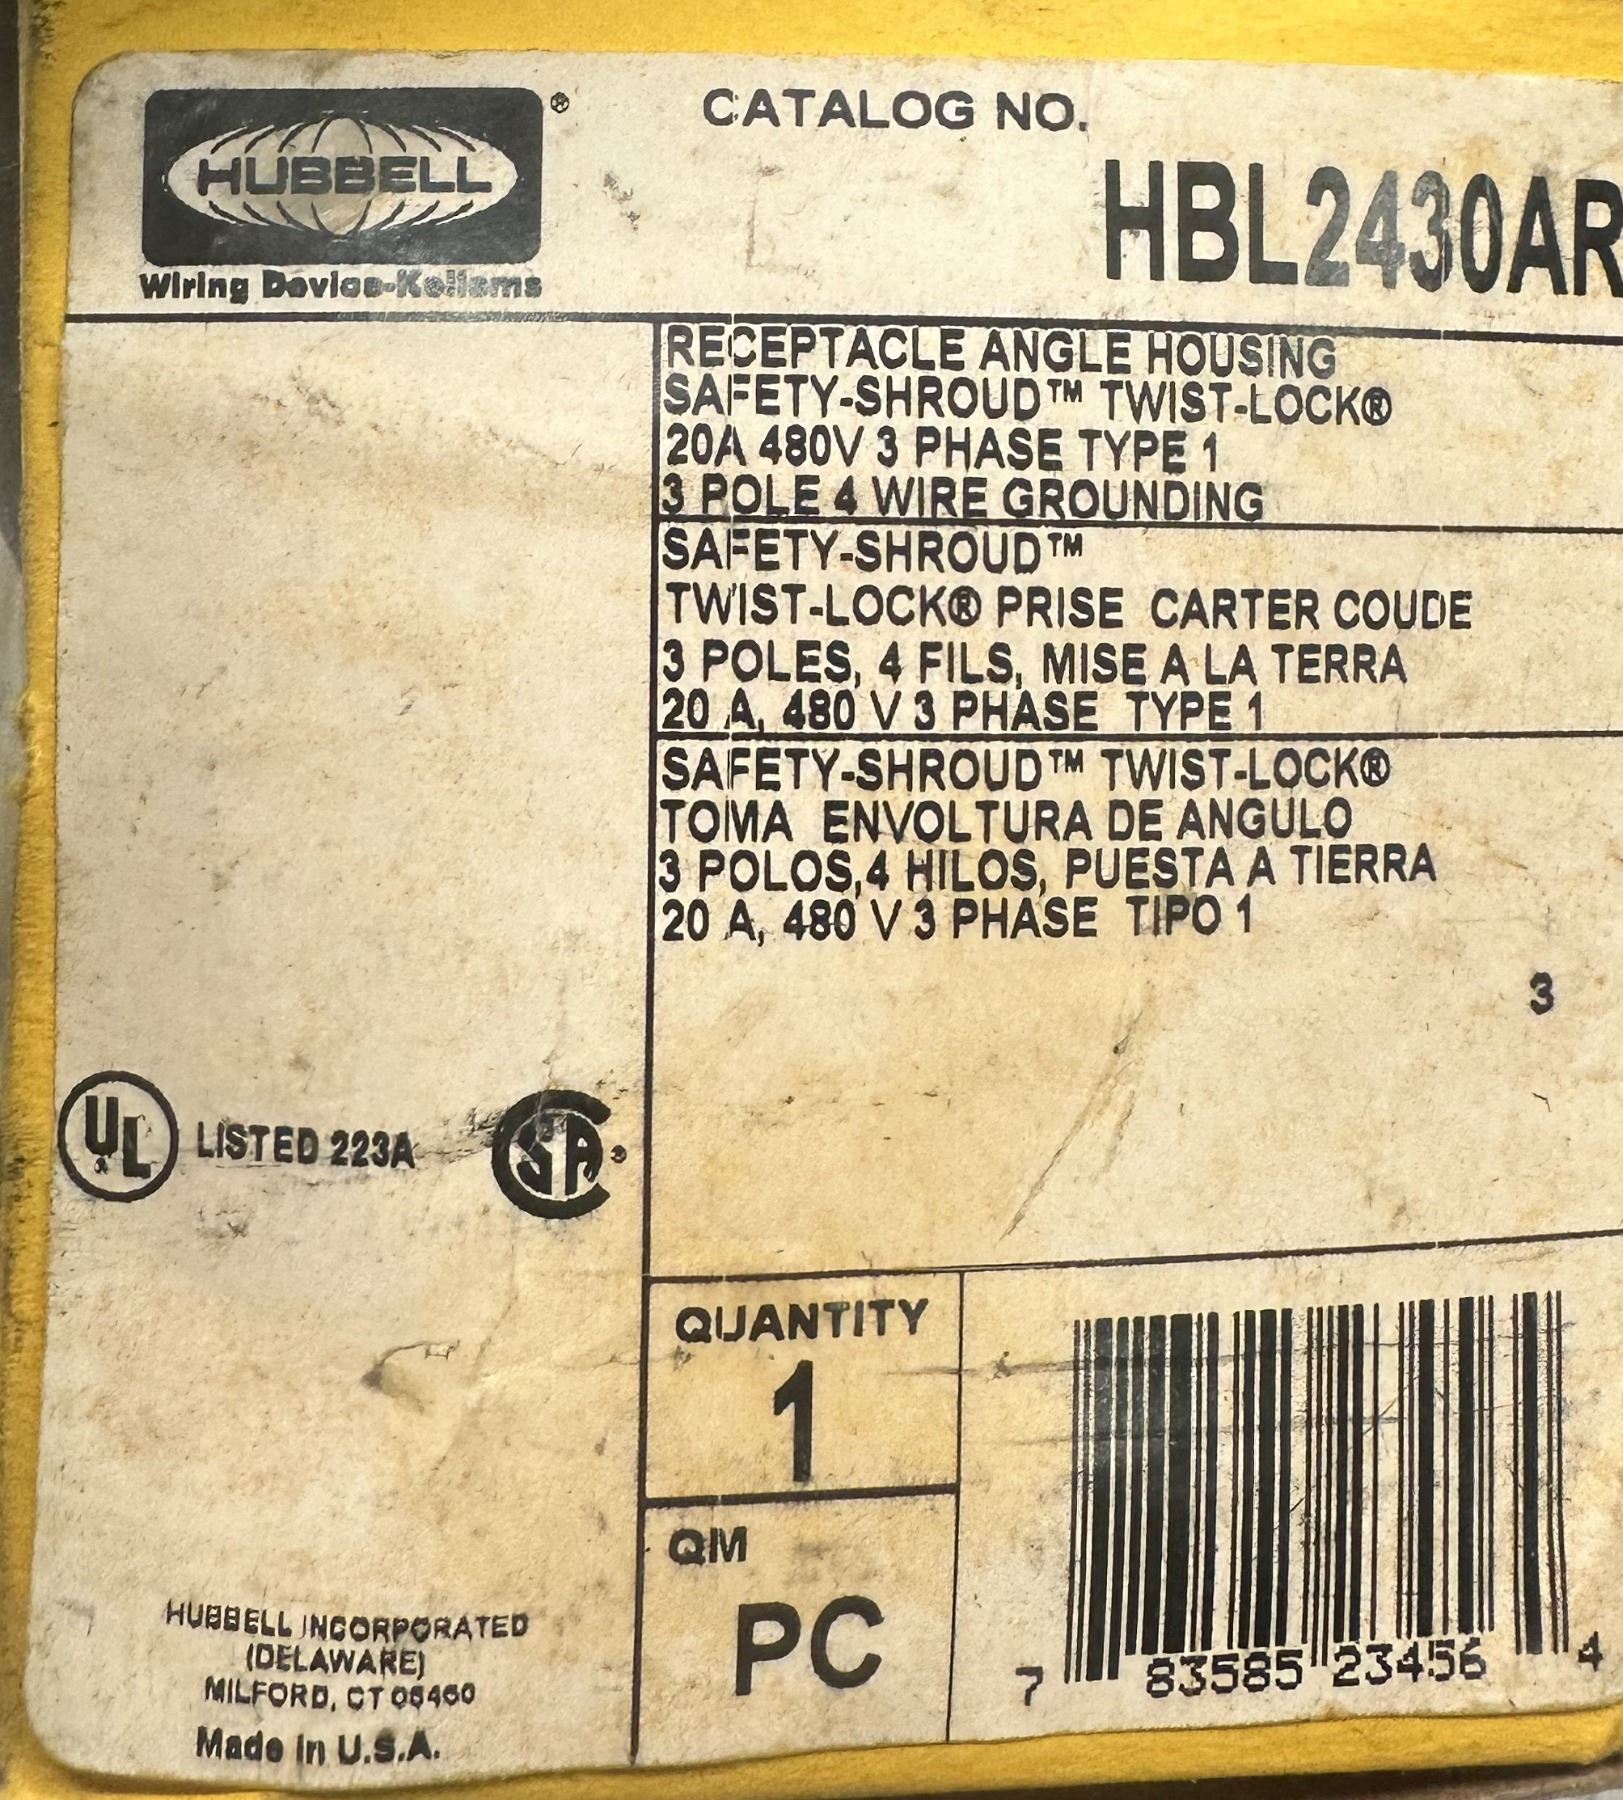 HUBBELL ®
Wiring Device-Kellems
CATALOG NO.
HBL2430AR
RECEPTACLE ANGLE HOUSING
SAFETY-SHROUD™ TWIST-LOCK®
20A 480V 3 PHASE TYPE 1
3 POLE 4 WIRE GROUNDING
SAFETY-SHROUD™
TWIST-LOCK® PRISE CARTER COUDE
3 POLES, 4 FILS, MISE A LA TERRA
20 A, 480 V 3 PHASE TYPE 1
SAFETY-SHROUD™ TWIST-LOCK®
TOMA ENVOLTURA DE ANGULO
3 POLOS,4 HILOS, PUESTA A TIERRA
20 A, 480 V 3 PHASE TIPO 1
3
UL LISTED 223A SA ®
QUANTITY
1
QM
PC
HUBBELL INCORPORATED
(DELAWARE)
MILFORD, CT 06460
Made in U.S.A.
7 83585 23456 4